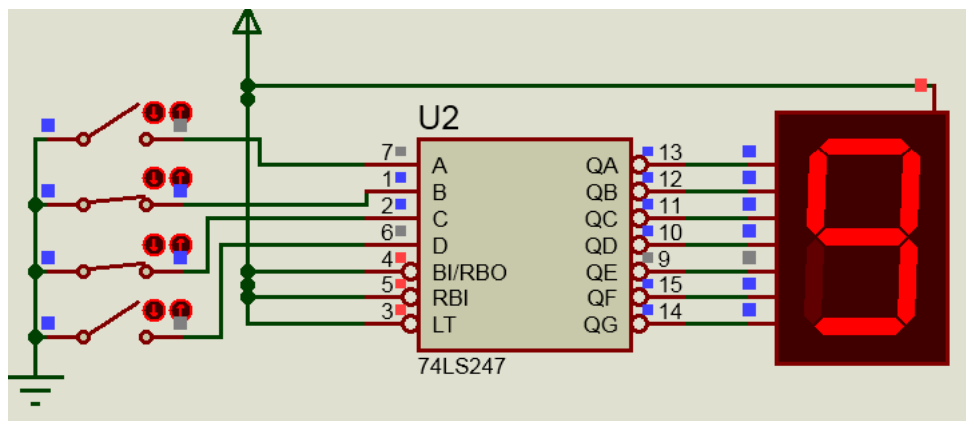 U2
7 A QA 13
1 B QB 12
2 C QC 11
6 D QD 10
4 BI/RBO QE 9
5 RBI QF 15
3 LT QG 14
74LS247